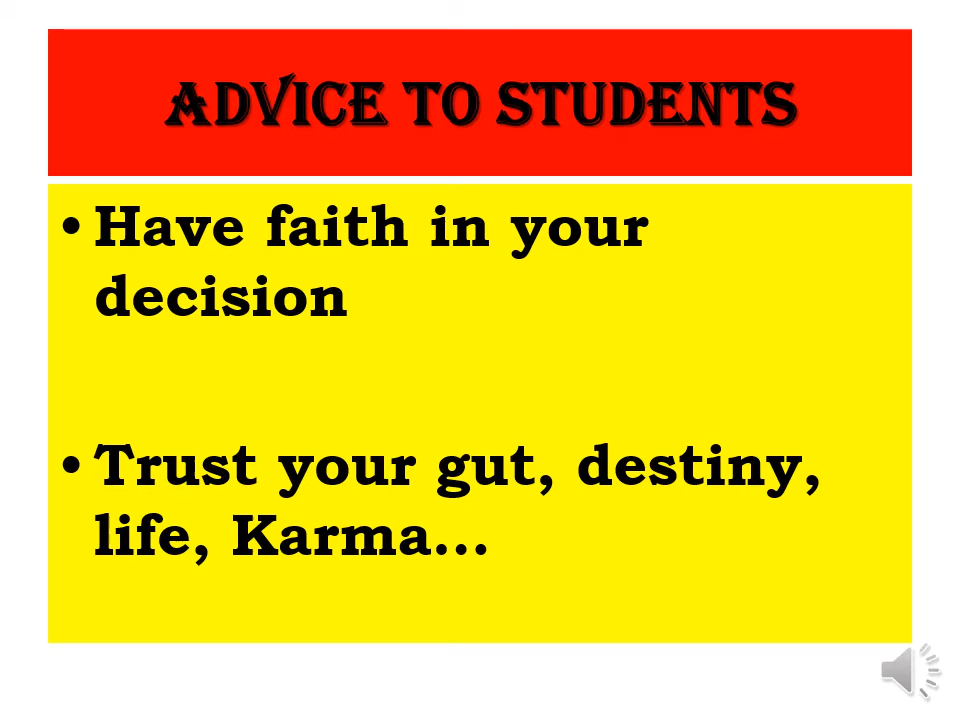 ADVICE TO STUDENTS
• Have faith in your
decision
• Trust your gut, destiny,
life, Karma…